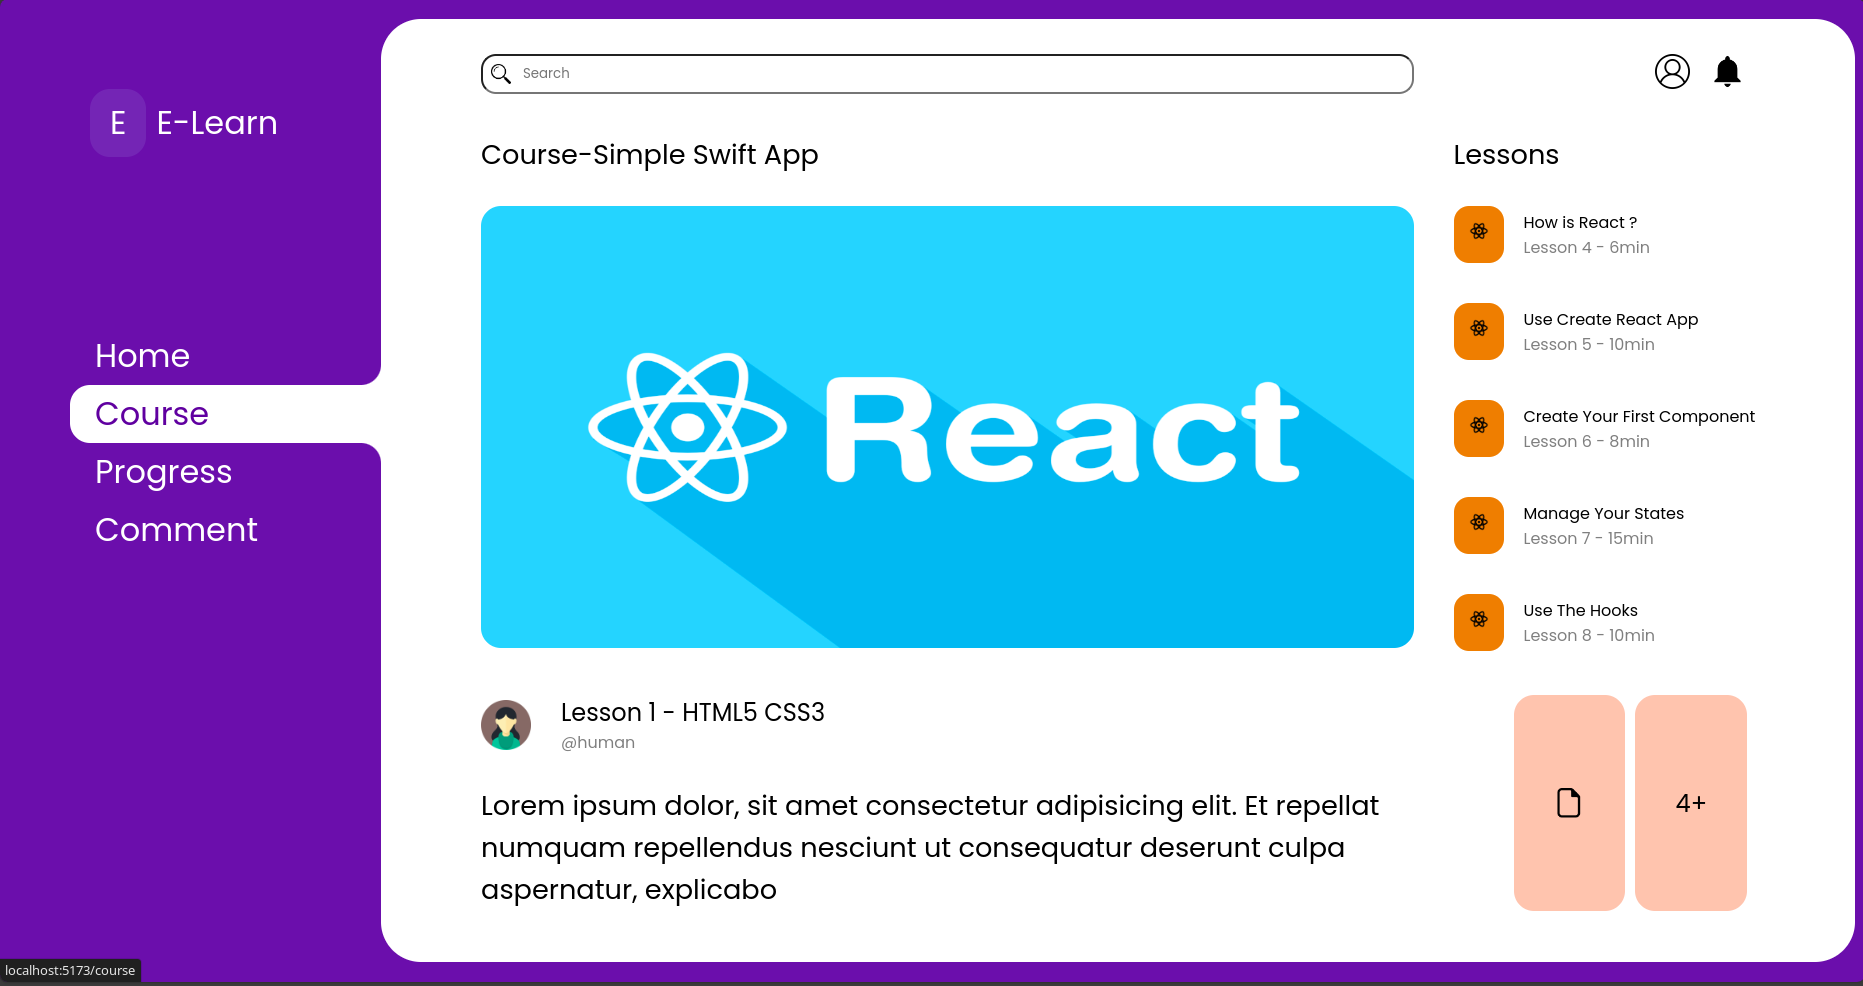 E E-Learn
Home
Course
Progress
Comment
Search
Course-Simple Swift App
React
Lesson 1 - HTML5 CSS3
@human
Lorem ipsum dolor, sit amet consectetur adipisicing elit. Et repellat
numquam repellendus nesciunt ut consequatur deserunt culpa
aspernatur, explicabo
Lessons
How is React ?
Lesson 4 - 6min
Use Create React App
Lesson 5 - 10min
Create Your First Component
Lesson 6 - 8min
Manage Your States
Lesson 7 - 15min
Use The Hooks
Lesson 8 - 10min
4+
localhost:5173/course